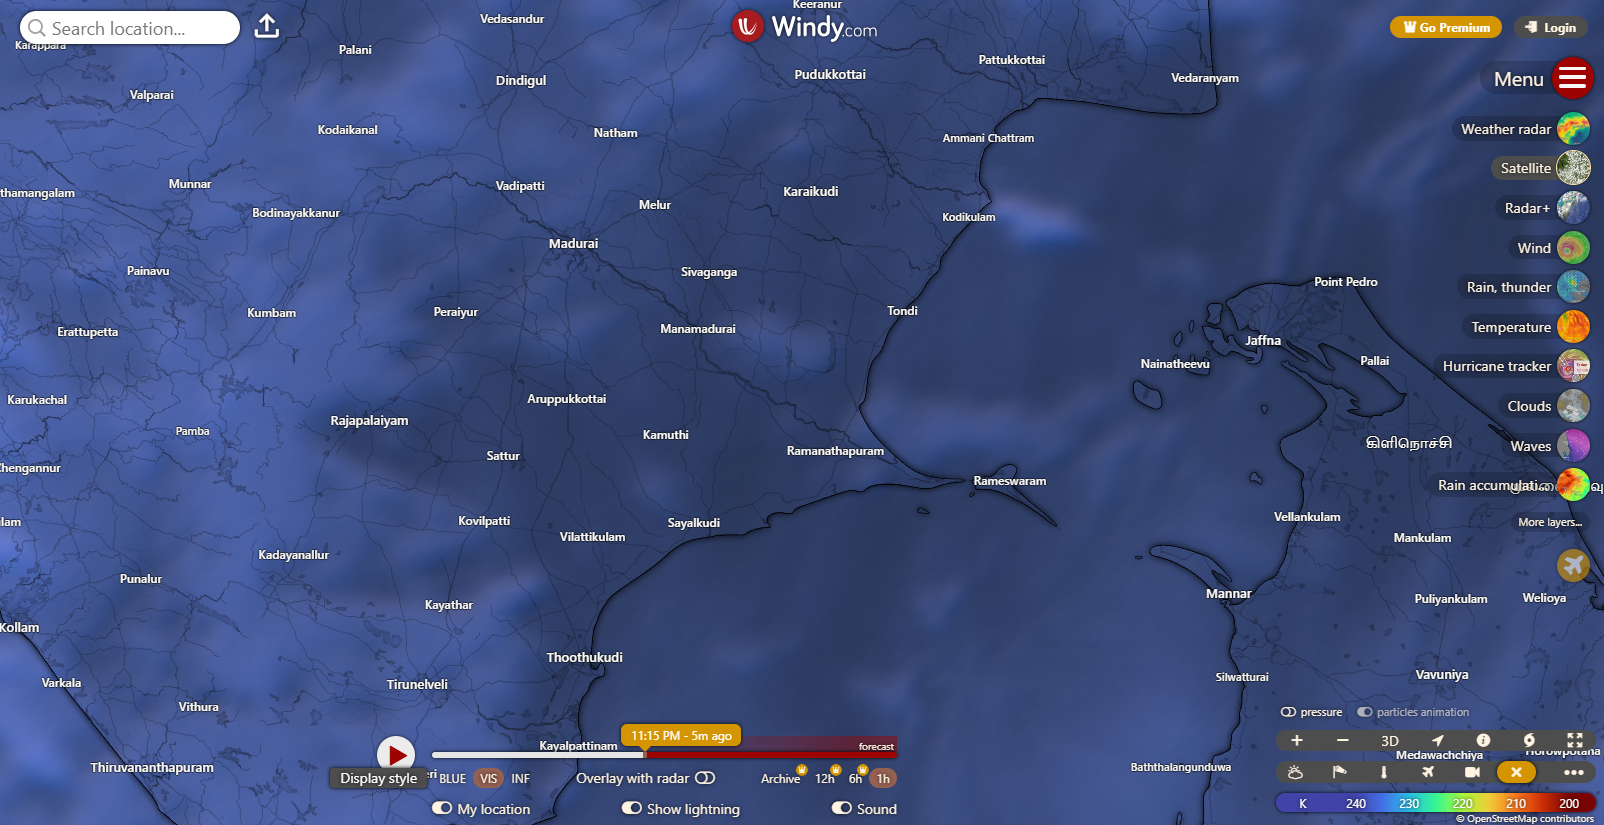 Search location...
Windy.com
Go Premium
Login
Menu
Weather radar
Satellite
Radar+
Wind
Rain, thunder
Temperature
Hurricane tracker
Clouds
Waves
Rain accumulati...
More layers...
Keeranur
Vedasandur
Karappara
Palani
Pattukkottai
Pudukkottai
Vedaranyam
Dindigul
Valparai
Kodaikanal
Natham
Ammani Chattram
Munnar
Vadipatti
Karaikudi
thamangalam
Melur
Bodinayakkanur
Kodikulam
Madurai
Painavu
Sivaganga
Point Pedro
Kumbam
Peraiyur
Tondi
Erattupetta
Manamadurai
Jaffna
Nainatheevu
Pallai
Karukachal
Aruppukkottai
Rajapalaiyam
Pamba
Kamuthi
கிளிநொச்சி
Ramanathapuram
Sattur
Chengannur
Rameswaram
Vellankulam
lam
Kovilpatti
Sayalkudi
Vilattikulam
Mankulam
Kadayanallur
Punalur
Mannar
Puliyankulam
Welioya
Kayathar
Kollam
Thoothukudi
Silwatturai
Vavuniya
Varkala
Tirunelveli
Vithura
Kayalpattinam
Thiruvananthapuram
Medawachchiya
Horowpotana
Baththalangunduwa
11:15 PM - 5m ago
forecast
Display style
eri
BLUE
VIS
INF
Overlay with radar
Archive
12h
6h
1h
My location
Show lightning
Sound
pressure
particles animation
3D
K 240 230 220 210 200
© OpenStreetMap contributors